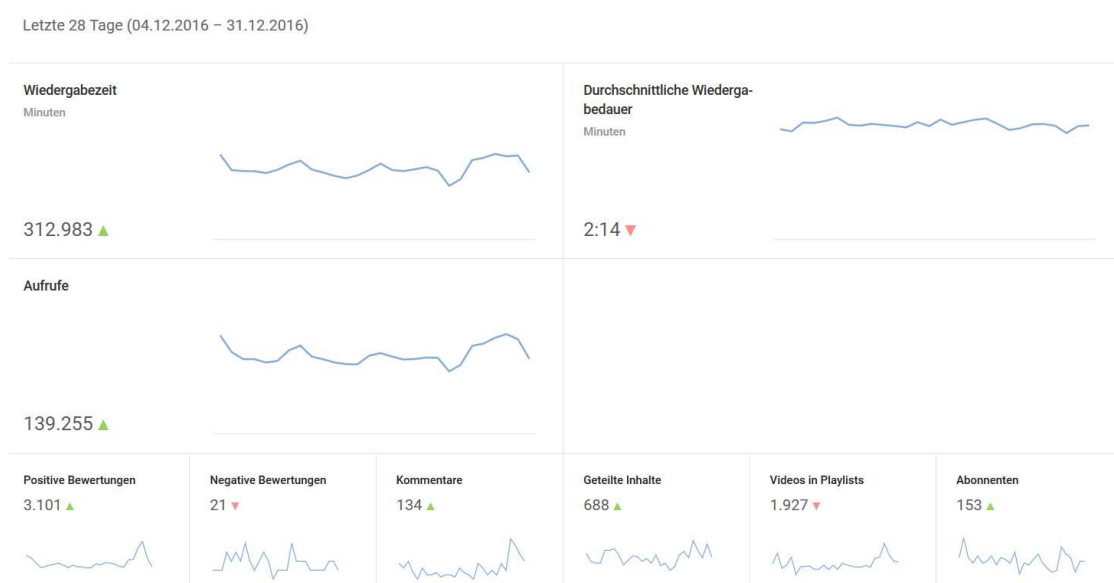 Letzte 28 Tage (04.12.2016 – 31.12.2016)
Wiedergabezeit
Minuten
312.983
Durchschnittliche Wiederga-
bedauer
Minuten
2:14
Aufrufe
139.255
Positive Bewertungen
3.101
Negative Bewertungen
21
Kommentare
134
Geteilte Inhalte
688
Videos in Playlists
1.927
Abonnenten
153